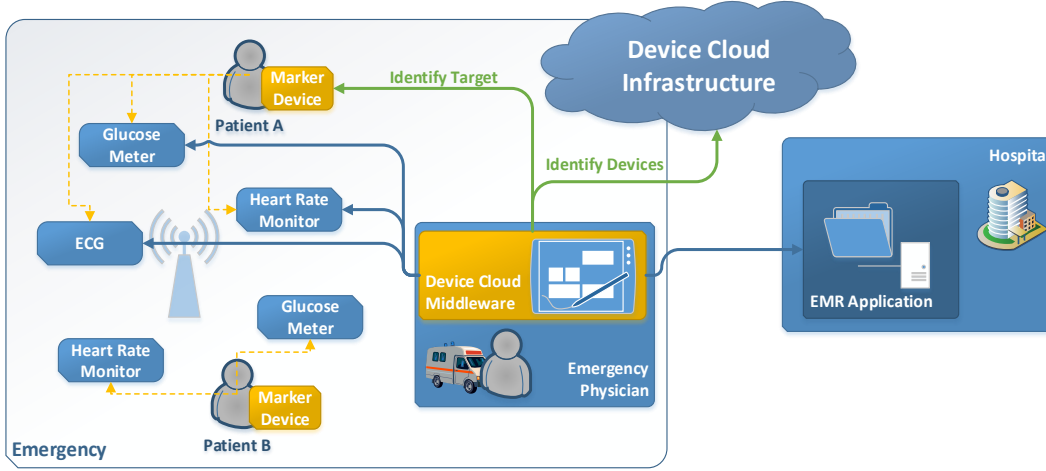 Device Cloud
Infrastructure
Identify Target
Marker
Device
Patient A
Glucose
Meter
Identify Devices
Hospita
Heart Rate
Monitor
ECG
Device Cloud
Middleware
EMR Application
Glucose
Meter
Heart Rate
Monitor
Emergency
Physician
Marker
Device
Patient B
Emergency